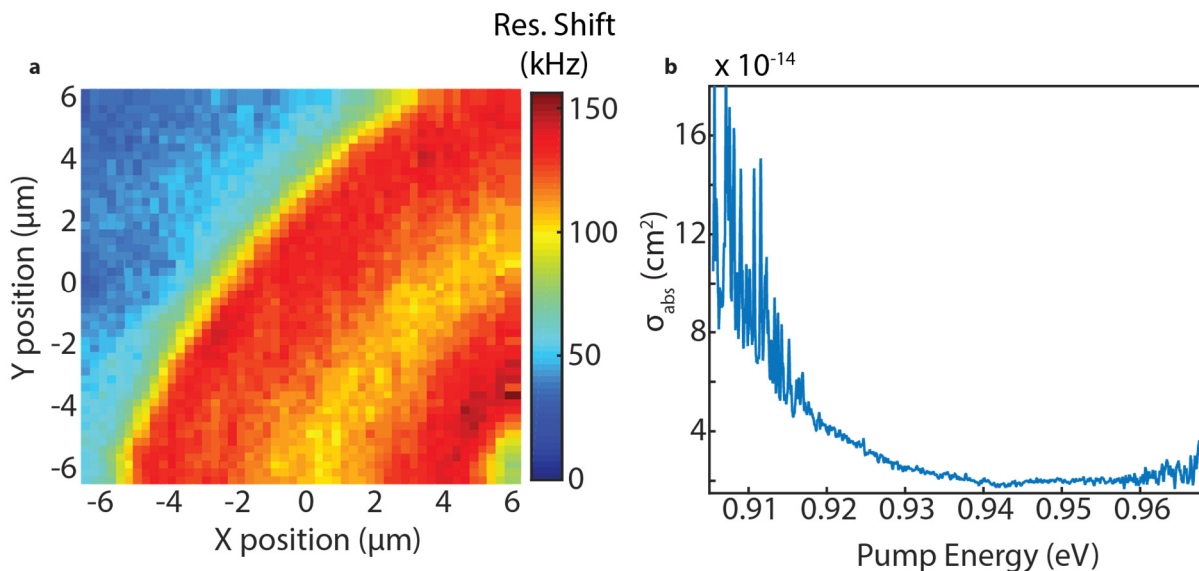 Res. Shift
(kHz)
a
6
4
2
0
-2
-4
-6
Y position (µm)
-6 -4 -2 0 2 4 6
X position (µm)
150
100
50
0
b
x 10⁻¹⁴
16
12
8
4
σabs (cm²)
0.91 0.92 0.93 0.94 0.95 0.96
Pump Energy (eV)